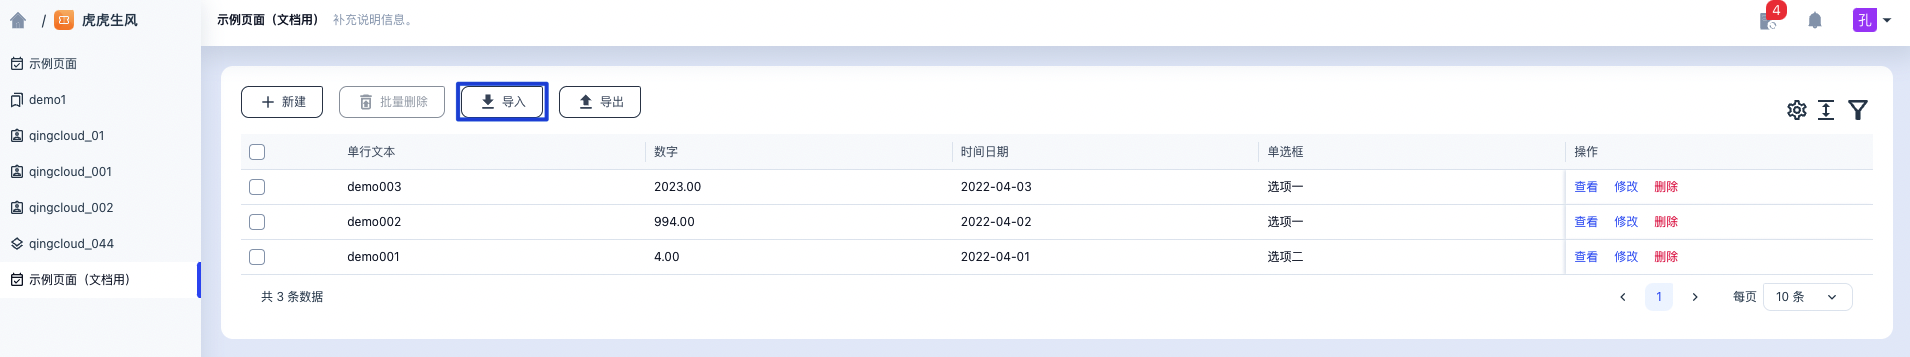 / 虎虎生风
示例页面
demo1
qingcloud_01
qingcloud_001
qingcloud_002
qingcloud_044
示例页面（文档用）
示例页面（文档用） 补充说明信息。
4
孔
新建 批量删除 导入 导出
单行文本 数字 时间日期 单选框 操作
demo003 2023.00 2022-04-03 选项一 查看 修改 删除
demo002 994.00 2022-04-02 选项一 查看 修改 删除
demo001 4.00 2022-04-01 选项二 查看 修改 删除
共 3 条数据 1 每页 10 条